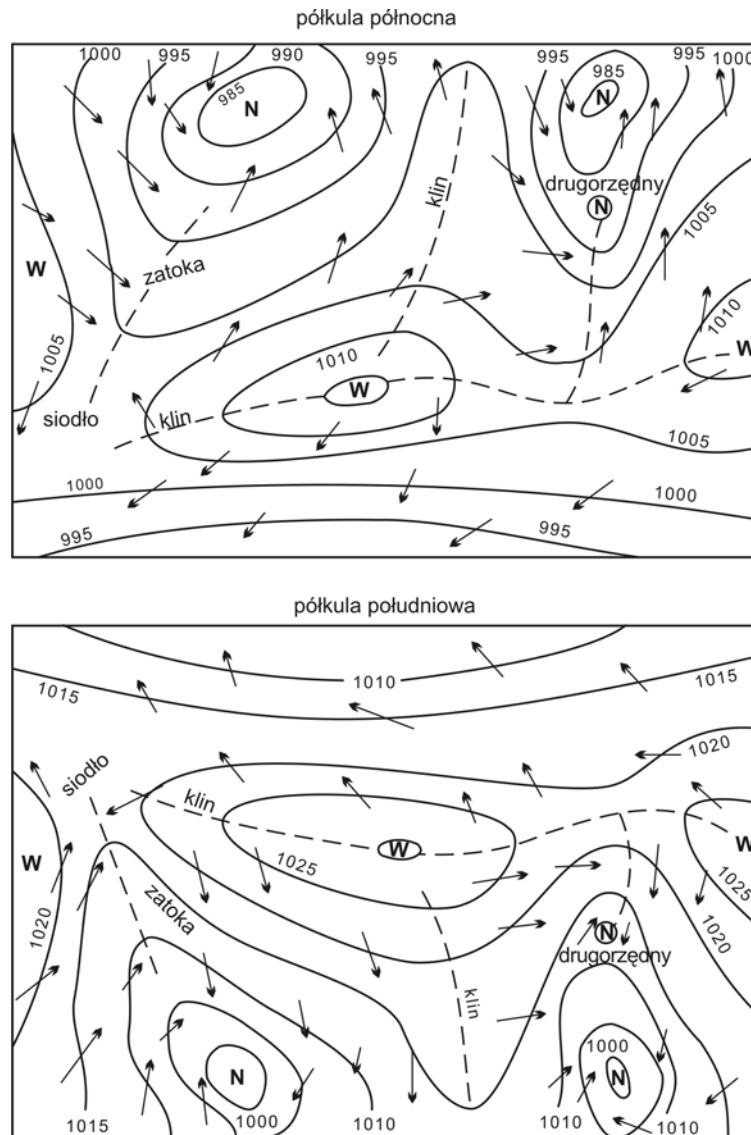 półkula północna
1000 995 990 995 995 1000
985 N 985 N
drugorzędny
N
klin
1005
zatoka
W
1005
1010
1010
W
W
siodło
klin
1005
1000 1000
995 995
półkula południowa
1010
1015 1015
1020
siodło
klin
W
W
1025
W
1025
1020
zatoka
1020
N
drugorzędny
klin
1000
N N
1015 1000 1010 1010 1010